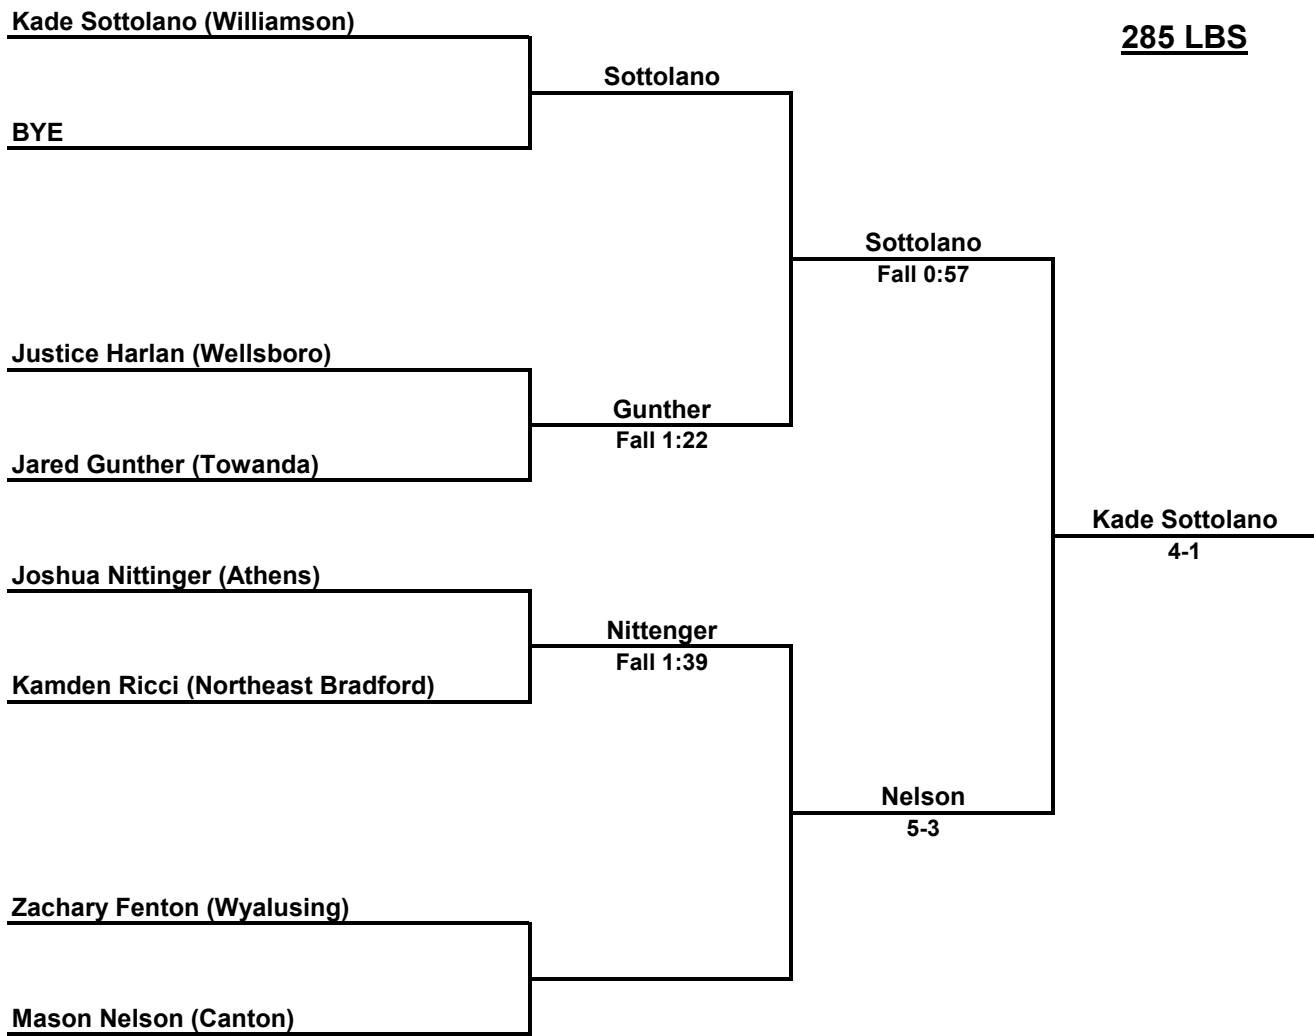 Kade Sottolano (Williamson)
285 LBS
Sottolano
BYE
Sottolano
Fall 0:57
Justice Harlan (Wellsboro)
Gunther
Fall 1:22
Jared Gunther (Towanda)
Kade Sottolano
4-1
Joshua Nittinger (Athens)
Nittenger
Fall 1:39
Kamden Ricci (Northeast Bradford)
Nelson
5-3
Zachary Fenton (Wyalusing)
Mason Nelson (Canton)